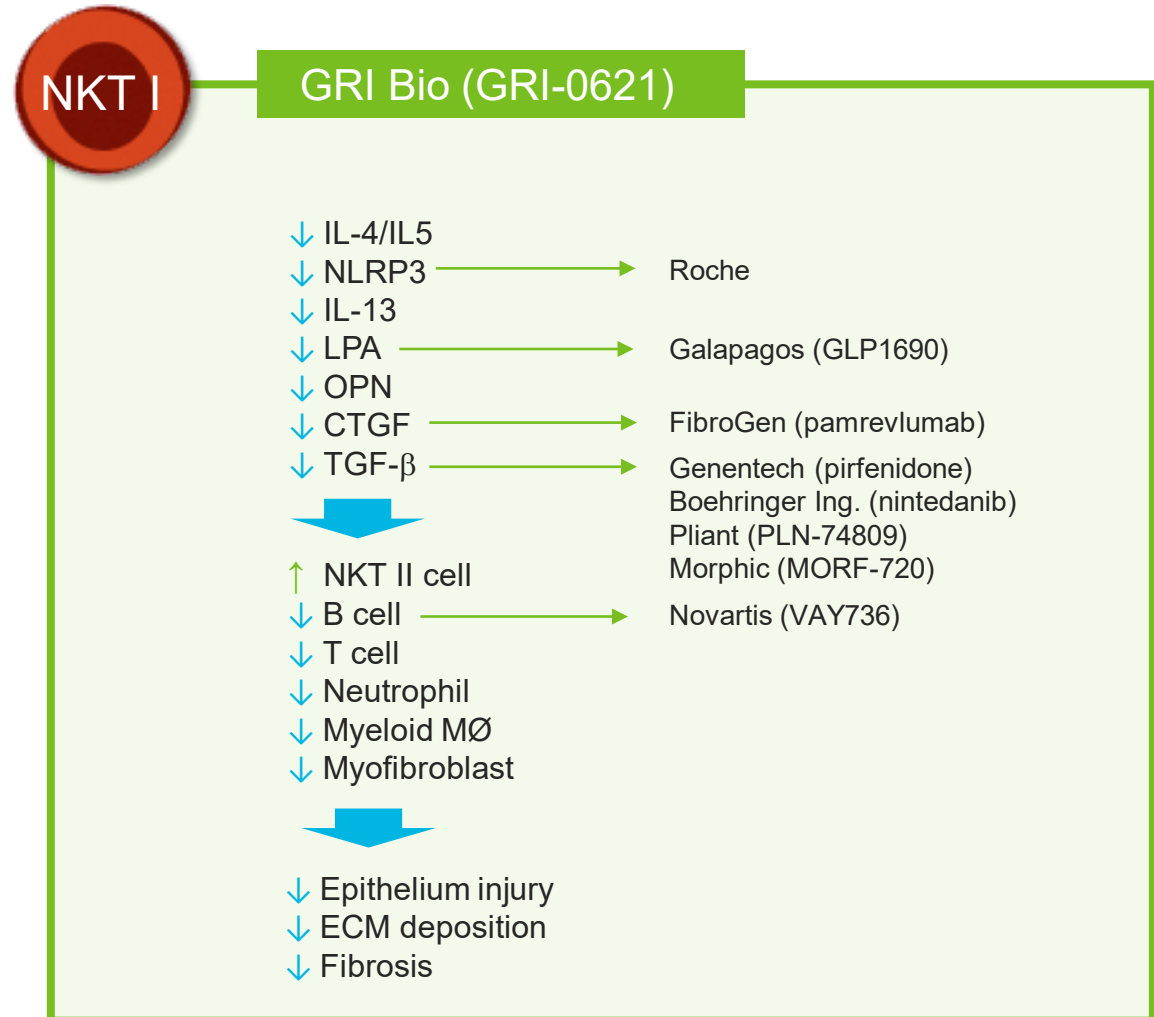 NKT I
GRI Bio (GRI-0621)
↓ IL-4/IL5
↓ NLRP3 → Roche
↓ IL-13
↓ LPA → Galapagos (GLP1690)
↓ OPN
↓ CTGF → FibroGen (pamrevlumab)
↓ TGF-β → Genentech (pirfenidone)
Boehringer Ing. (nintedanib)
Pliant (PLN-74809)
Morphic (MORF-720)
↑ NKT II cell
↓ B cell → Novartis (VAY736)
↓ T cell
↓ Neutrophil
↓ Myeloid MØ
↓ Myofibroblast
↓ Epithelium injury
↓ ECM deposition
↓ Fibrosis